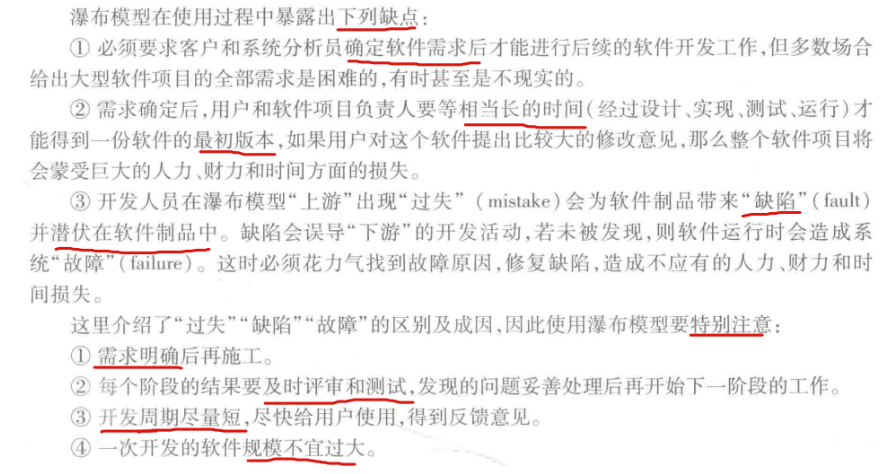 瀑布模型在使用过程中暴露出下列缺点:
① 必须要求客户和系统分析员确定软件需求后才能进行后续的软件开发工作,但多数场合
给出大型软件项目的全部需求是困难的,有时甚至是不现实的。
② 需求确定后,用户和软件项目负责人要等相当长的时间(经过设计、实现、测试、运行)才
能得到一份软件的最初版本,如果用户对这个软件提出比较大的修改意见,那么整个软件项目将
会蒙受巨大的人力、财力和时间方面的损失。
③ 开发人员在瀑布模型“上游”出现“过失”(mistake)会为软件制品带来“缺陷”(fault)
并潜伏在软件制品中。缺陷会误导“下游”的开发活动,若未被发现,则软件运行时会造成系
统“故障”(failure)。这时必须花力气找到故障原因,修复缺陷,造成不应有的人力、财力和时
间损失。
这里介绍了“过失”“缺陷”“故障”的区别及成因,因此使用瀑布模型要特别注意:
① 需求明确后再施工。
② 每个阶段的结果要及时评审和测试,发现的问题妥善处理后再开始下一阶段的工作。
③ 开发周期尽量短,尽快给用户使用,得到反馈意见。
④ 一次开发的软件规模不宜过大。